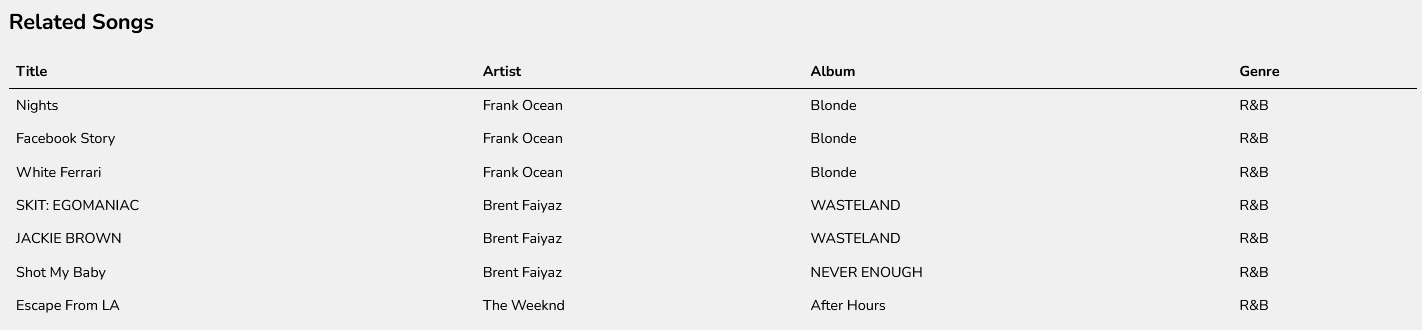 Related Songs
Title Artist Album Genre
Nights Frank Ocean Blonde R&B
Facebook Story Frank Ocean Blonde R&B
White Ferrari Frank Ocean Blonde R&B
SKIT: EGOMANIAC Brent Faiyaz WASTELAND R&B
JACKIE BROWN Brent Faiyaz WASTELAND R&B
Shot My Baby Brent Faiyaz NEVER ENOUGH R&B
Escape From LA The Weeknd After Hours R&B